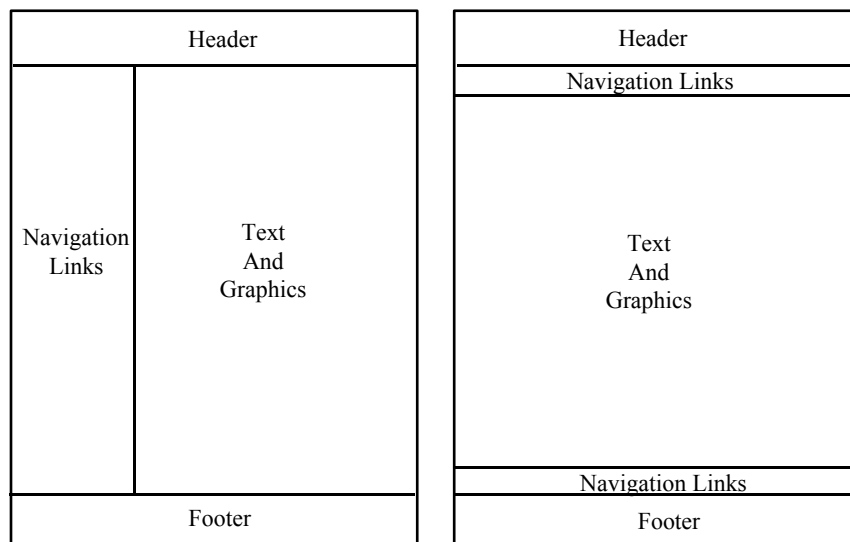 Header
Navigation
Links
Text
And
Graphics
Footer
Header
Navigation Links
Text
And
Graphics
Navigation Links
Footer